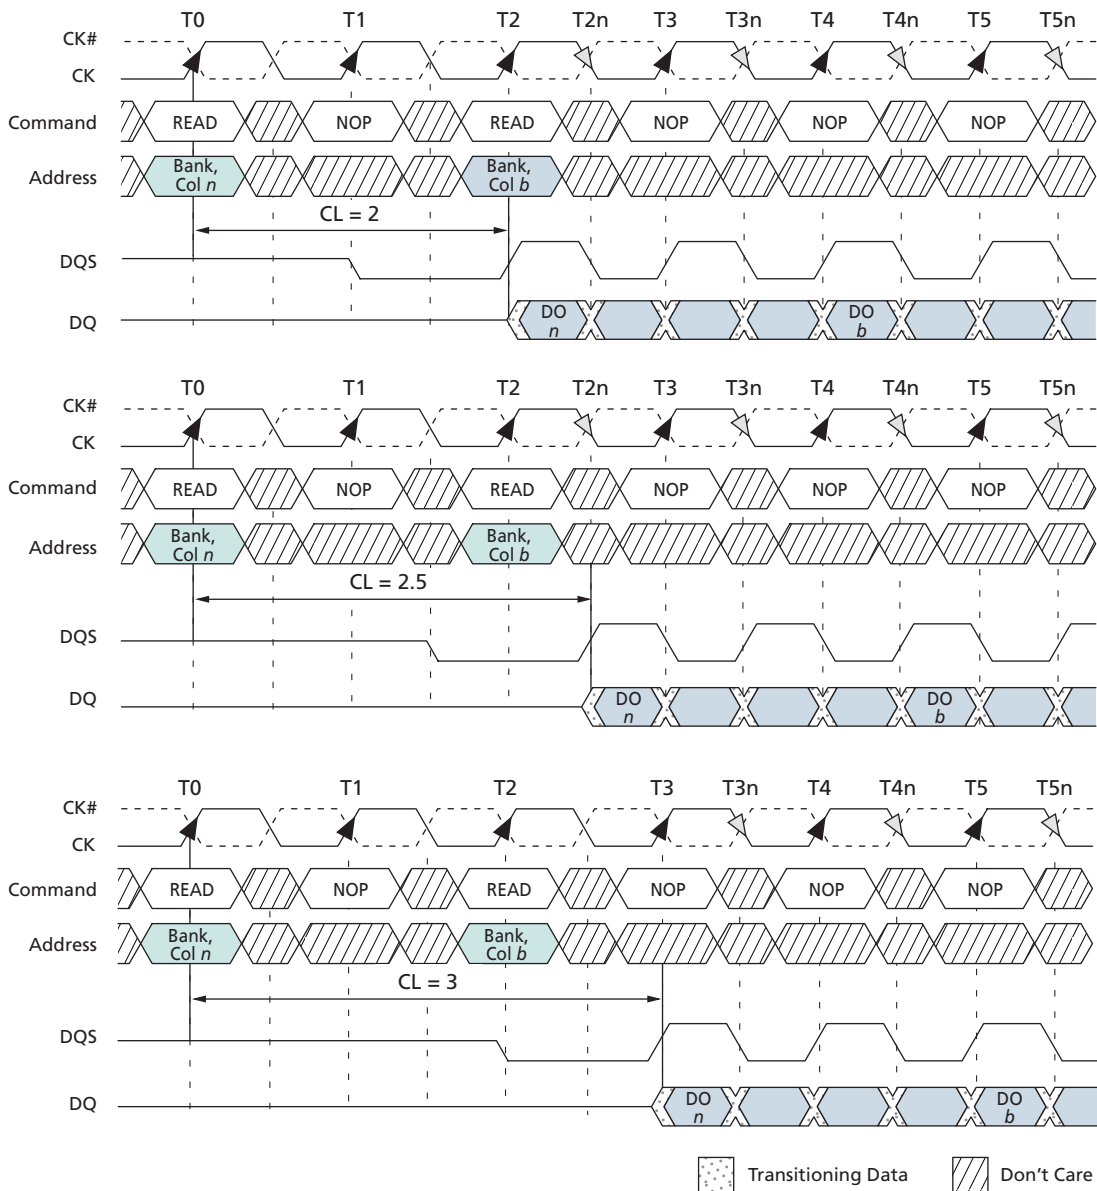 T0 T1 T2 T2n T3 T3n T4 T4n T5 T5n
CK#
CK
Command READ NOP READ NOP NOP NOP
Address Bank, Col n Bank, Col b
CL = 2
DQS
DQ DO n DO b
T0 T1 T2 T2n T3 T3n T4 T4n T5 T5n
CK#
CK
Command READ NOP READ NOP NOP NOP
Address Bank, Col n Bank, Col b
CL = 2.5
DQS
DQ DO n DO b
T0 T1 T2 T3 T3n T4 T4n T5 T5n
CK#
CK
Command READ NOP READ NOP NOP NOP
Address Bank, Col n Bank, Col b
CL = 3
DQS
DQ DO n DO b
Transitioning Data Don't Care